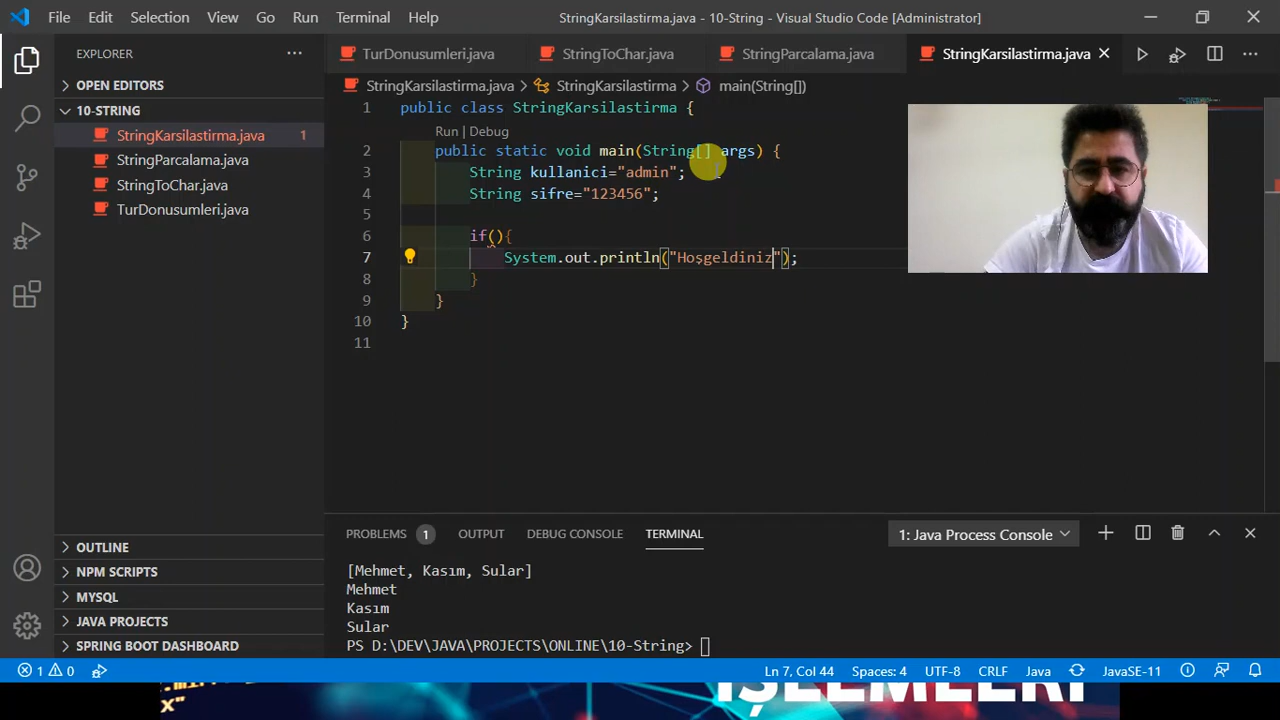 File Edit Selection View Go Run Terminal Help StringKarsilastirma.java - 10-String - Visual Studio Code [Administrator]
EXPLORER
TurDonusumleri.java StringToChar.java StringParcalama.java StringKarsilastirma.java
OPEN EDITORS
10-STRING
StringKarsilastirma.java 1
StringParcalama.java
StringToChar.java
TurDonusumleri.java
OUTLINE
NPM SCRIPTS
MYSQL
JAVA PROJECTS
SPRING BOOT DASHBOARD
StringKarsilastirma.java > StringKarsilastirma > main(String[])
1 public class StringKarsilastirma {
Run | Debug
2 public static void main(String[] args) {
3 String kullanici="admin";
4 String sifre="123456";
5
6 if(){
7 System.out.println("Hoşgeldiniz");
8 }
9 }
10 }
11
PROBLEMS 1 OUTPUT DEBUG CONSOLE TERMINAL 1: Java Process Console
[Mehmet, Kasım, Sular]
Mehmet
Kasım
Sular
PS D:\DEV\JAVA\PROJECTS\ONLINE\10-String>
1 0 Ln 7, Col 44 Spaces: 4 UTF-8 CRLF Java JavaSE-11
İŞLEMLERİ